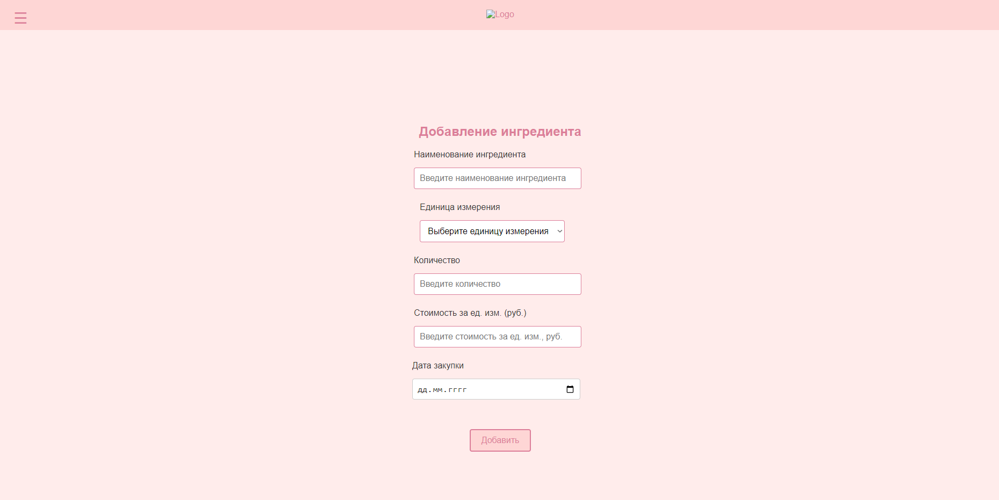 Logo
Добавление ингредиента
Наименование ингредиента
Введите наименование ингредиента
Единица измерения
Выберите единицу измерения
Количество
Введите количество
Стоимость за ед. изм. (руб.)
Введите стоимость за ед. изм., руб.
Дата закупки
дд.мм.гггг
Добавить